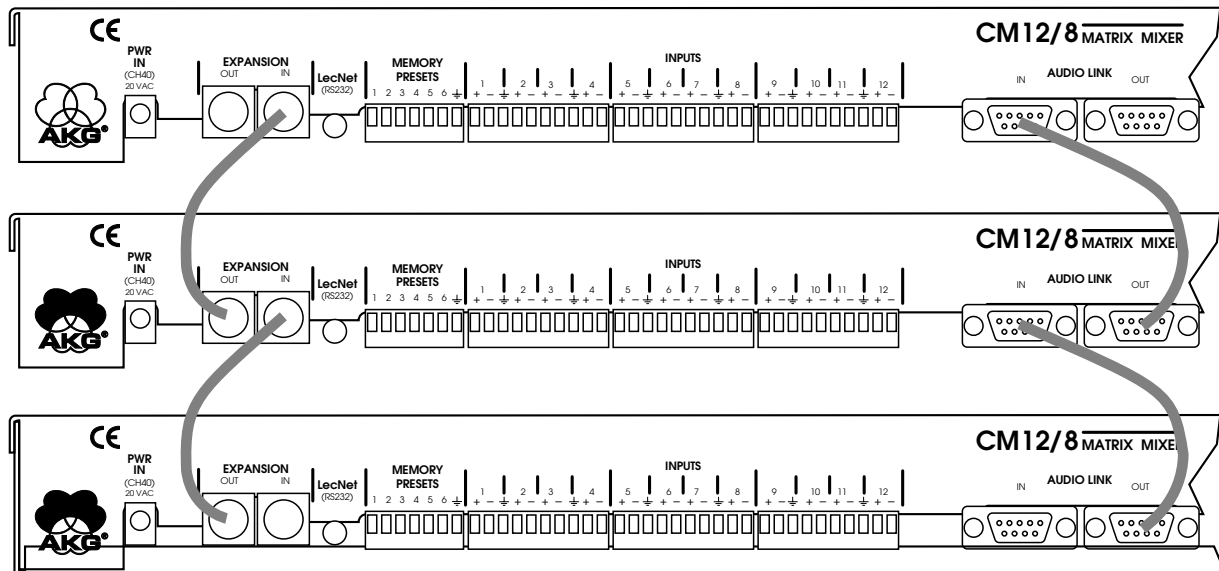 CE
CM12/8 MATRIX MIXER
PWR IN (CH40) 20 VAC
EXPANSION
OUT IN
LecNet (RS232)
MEMORY PRESETS
1 2 3 4 5 6
INPUTS
1 2 3 4 5 6 7 8 9 10 11 12
+ - + - + - + - + - + - + - + - + - + - + - + -
AUDIO LINK
IN OUT
AKG®
CE
CM12/8 MATRIX MIXER
PWR IN (CH40) 20 VAC
EXPANSION
OUT IN
LecNet (RS232)
MEMORY PRESETS
1 2 3 4 5 6
INPUTS
1 2 3 4 5 6 7 8 9 10 11 12
+ - + - + - + - + - + - + - + - + - + - + - + -
AUDIO LINK
IN OUT
AKG®
CE
CM12/8 MATRIX MIXER
PWR IN (CH40) 20 VAC
EXPANSION
OUT IN
LecNet (RS232)
MEMORY PRESETS
1 2 3 4 5 6
INPUTS
1 2 3 4 5 6 7 8 9 10 11 12
+ - + - + - + - + - + - + - + - + - + - + - + -
AUDIO LINK
IN OUT
AKG®